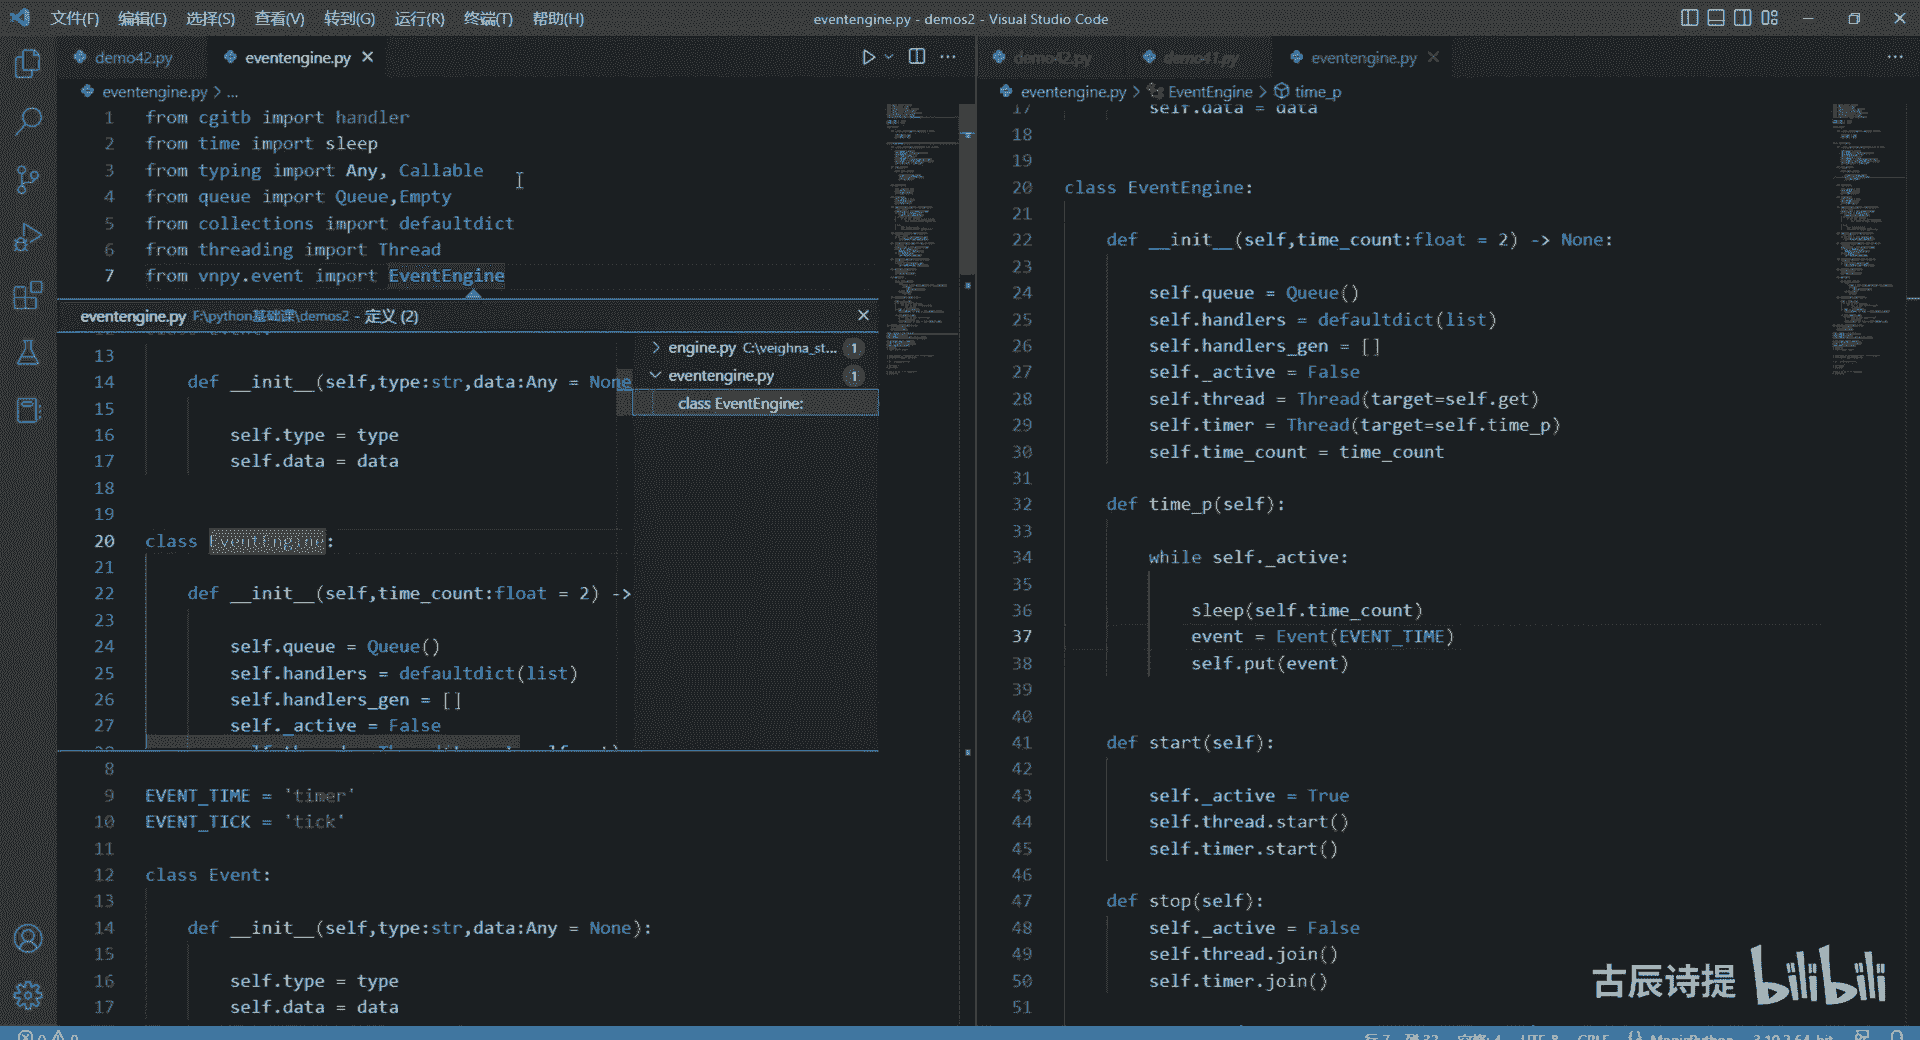 文件(F) 编辑(E) 选择(S) 查看(V) 转到(G) 运行(R) 终端(T) 帮助(H)
eventengine.py - demos2 - Visual Studio Code
demo42.py
eventengine.py
eventengine.py > ...
1 from cgitb import handler
2 from time import sleep
3 from typing import Any, Callable
4 from queue import Queue,Empty
5 from collections import defaultdict
6 from threading import Thread
7 from vnpy.event import EventEngine
eventengine.py F:\python基础课\demos2 - 定义 (2)
13
14 def __init__(self,type:str,data:Any = None
15
16 self.type = type
17 self.data = data
18
19
20 class EventEngine:
21
22 def __init__(self,time_count:float = 2) ->
23
24 self.queue = Queue()
25 self.handlers = defaultdict(list)
26 self.handlers_gen = []
27 self._active = False
engine.py C:\veighna_st... 1
eventengine.py 1
class EventEngine:
8
9 EVENT_TIME = 'timer'
10 EVENT_TICK = 'tick'
11
12 class Event:
13
14 def __init__(self,type:str,data:Any = None):
15
16 self.type = type
17 self.data = data
demo42.py
demo41.py
eventengine.py
eventengine.py > EventEngine > time_p
17 self.data = data
18
19
20 class EventEngine:
21
22 def __init__(self,time_count:float = 2) -> None:
23
24 self.queue = Queue()
25 self.handlers = defaultdict(list)
26 self.handlers_gen = []
27 self._active = False
28 self.thread = Thread(target=self.get)
29 self.timer = Thread(target=self.time_p)
30 self.time_count = time_count
31
32 def time_p(self):
33
34 while self._active:
35
36 sleep(self.time_count)
37 event = Event(EVENT_TIME)
38 self.put(event)
39
40
41 def start(self):
42
43 self._active = True
44 self.thread.start()
45 self.timer.start()
46
47 def stop(self):
48 self._active = False
49 self.thread.join()
50 self.timer.join()
51
古辰诗提 bilibili